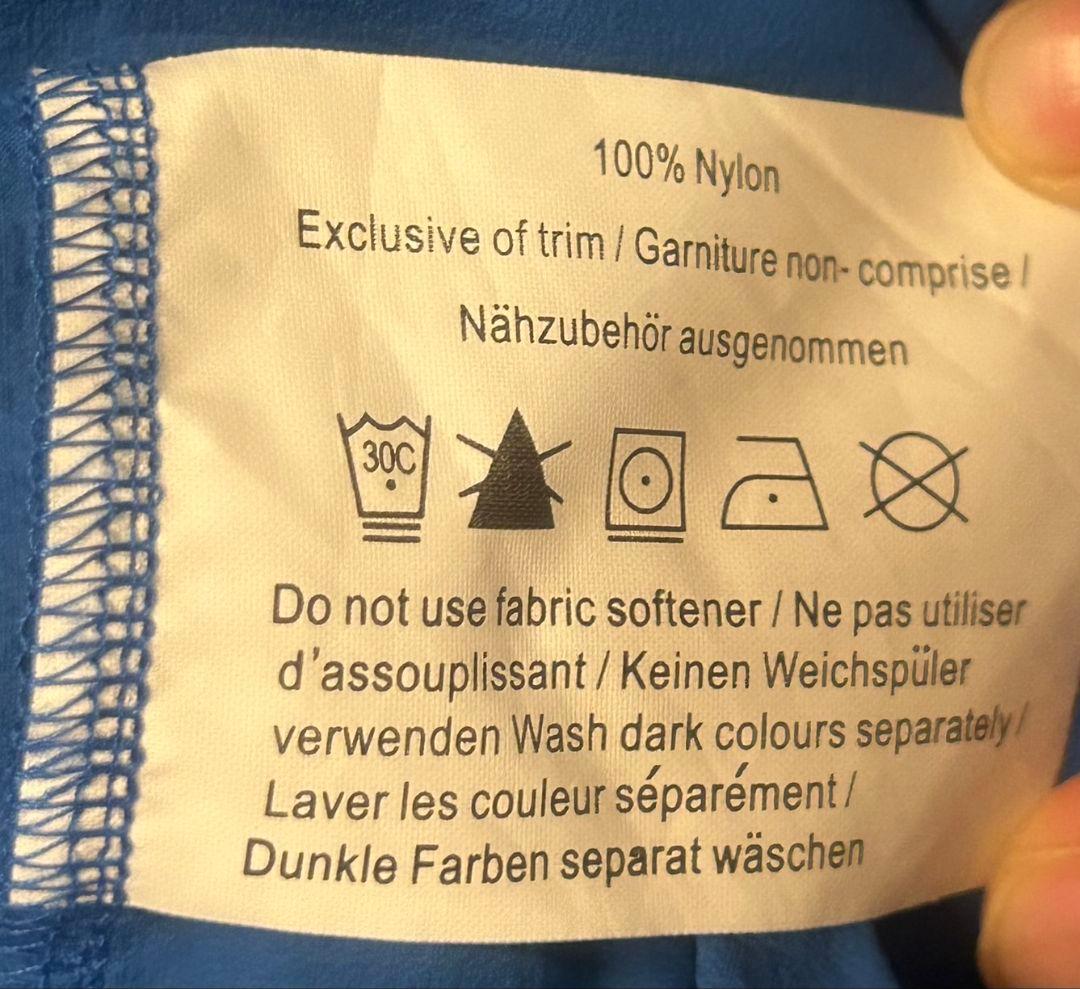 100% Nylon
Exclusive of trim / Garniture non- comprise /
Nähzubehör ausgenommen
30C
Do not use fabric softener / Ne pas utiliser
d'assouplissant / Keinen Weichspüler
verwenden Wash dark colours separately /
Laver les couleur séparément /
Dunkle Farben separat wäschen